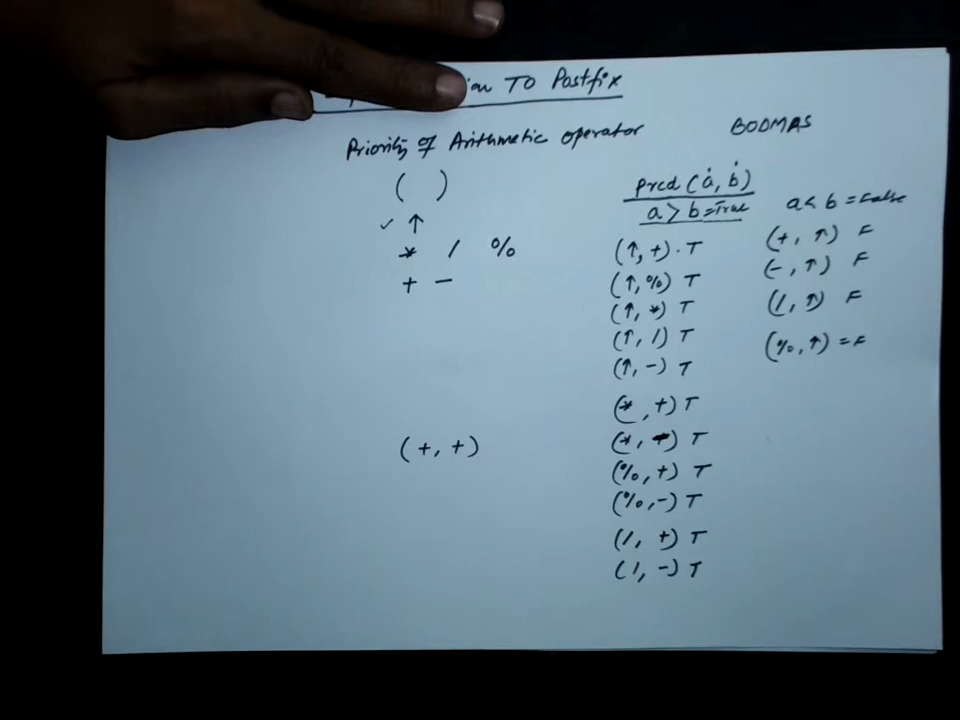 TO Postfix
Priority of Arithmetic operator
BODMAS
( )
✓ ↑
* / %
+ -
(+, +)
pred (a, b)
a > b = True
(↑, +). T
(↑, %) T
(↑, *) T
(↑, /) T
(↑, -) T
(*, +) T
(*, -) T
(%, +) T
(%, -) T
(/, +) T
(/, -) T
a < b = False
(+, ↑) F
(-, ↑) F
(/, ↑) F
(%, ↑) = F